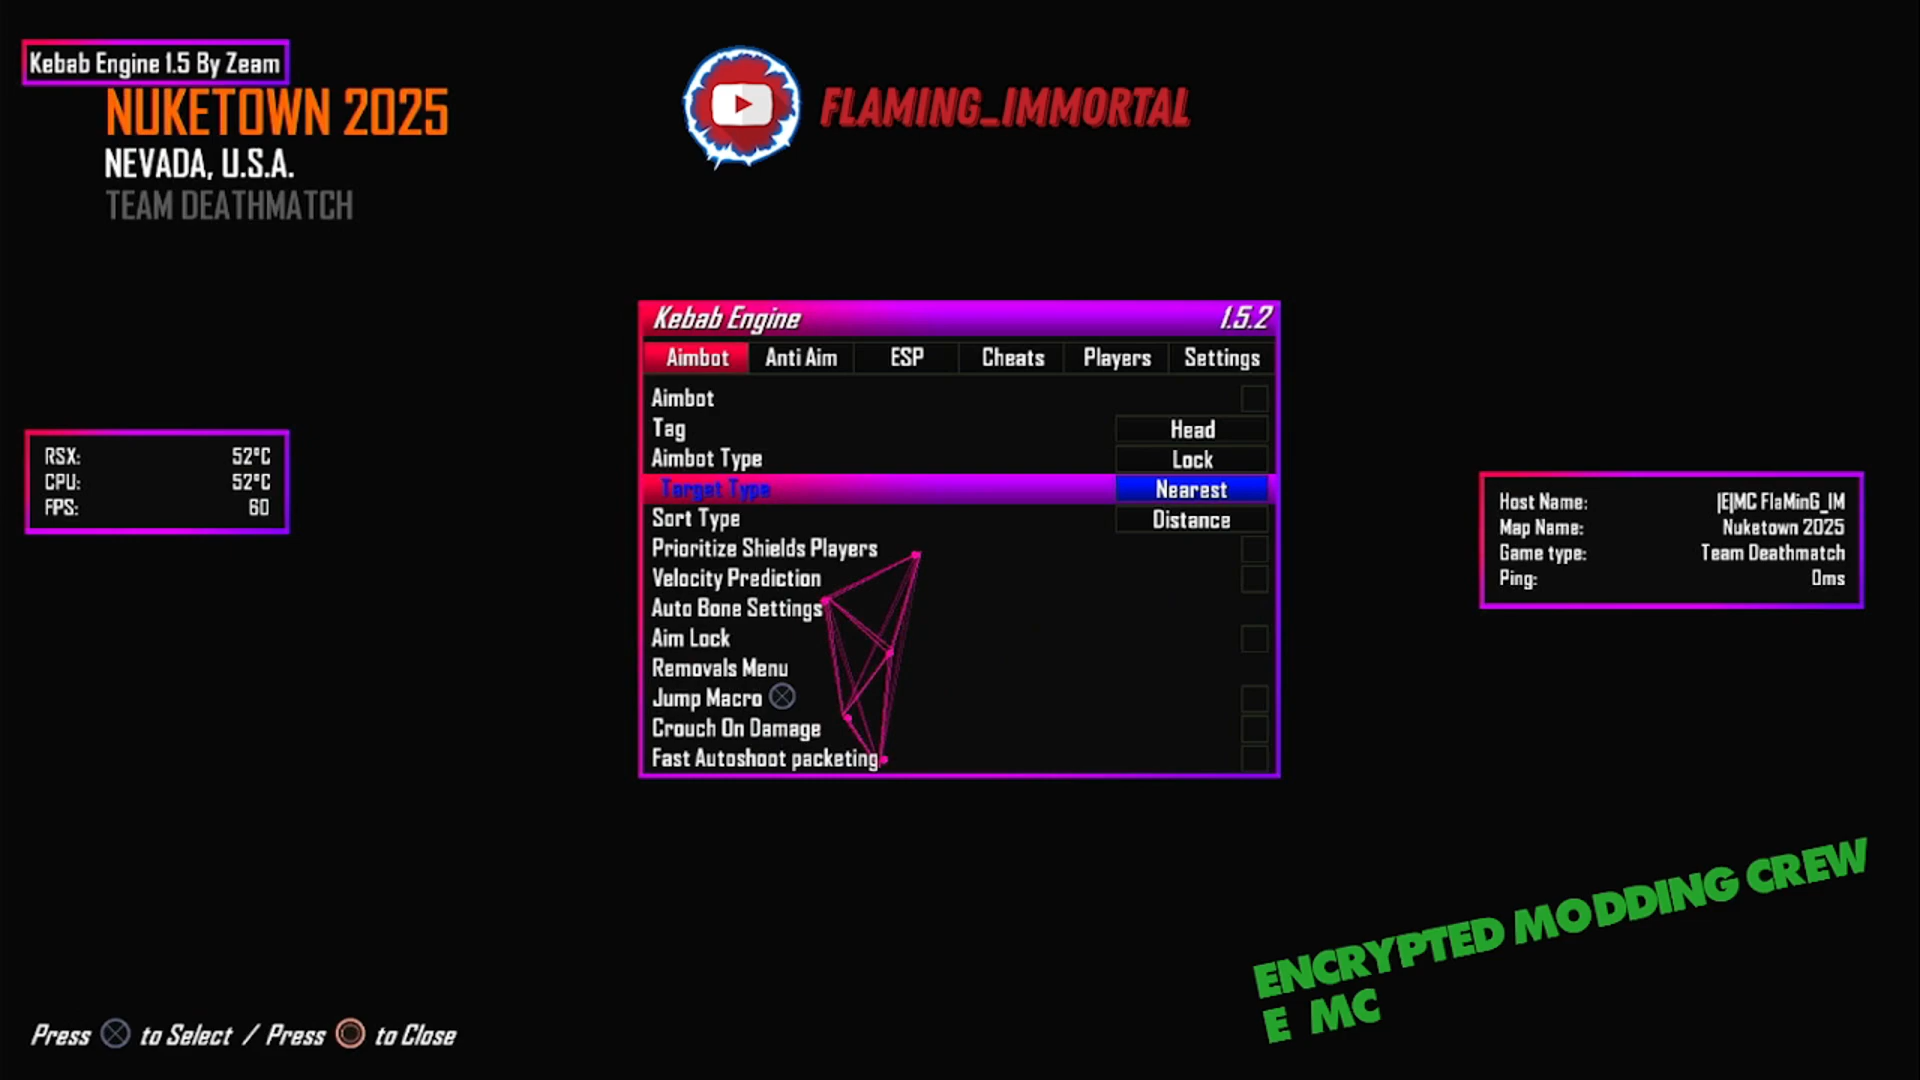 Kebab Engine 1.5 By Zeam
NUKETOWN 2025
NEVADA, U.S.A.
TEAM DEATHMATCH
FLAMING_IMMORTAL
Kebab Engine 1.5.2
Aimbot Anti Aim ESP Cheats Players Settings
Aimbot
Tag Head
Aimbot Type Lock
Target Type Nearest
Sort Type Distance
Prioritize Shields Players
Velocity Prediction
Auto Bone Settings
Aim Lock
Removals Menu
Jump Macro
Crouch On Damage
Fast Autoshoot packeting
RSX: 52°C
CPU: 52°C
FPS: 60
Host Name: |E|MC FlaMinG_IM
Map Name: Nuketown 2025
Game type: Team Deathmatch
Ping: 0ms
ENCRYPTED MODDING CREW
E MC
Press to Select / Press to Close